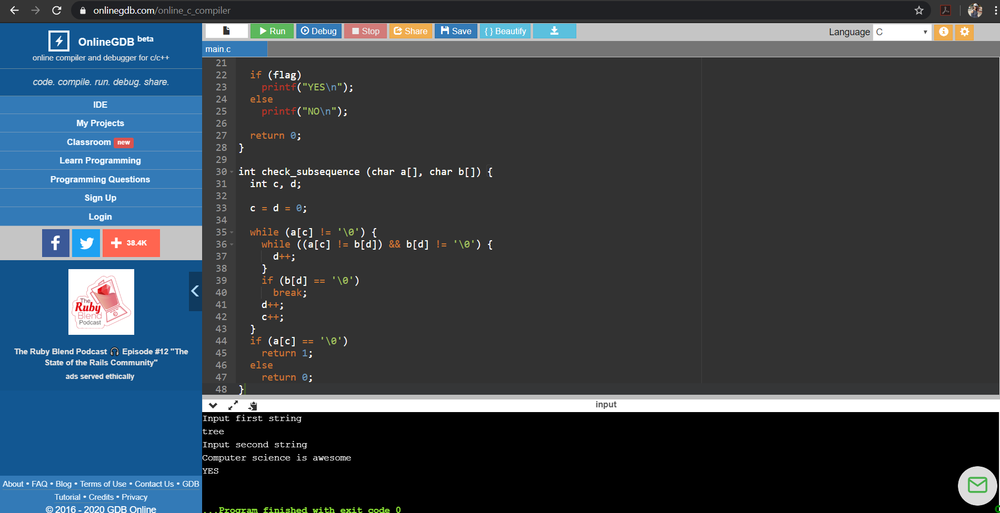 onlinegdb.com/online_c_compiler
OnlineGDB beta
online compiler and debugger for c/c++
code. compile. run. debug. share.
IDE
My Projects
Classroom new
Learn Programming
Programming Questions
Sign Up
Login
38.4K
The
Ruby
Blend
Podcast
The Ruby Blend Podcast 🎧 Episode #12 "The
State of the Rails Community"
ads served ethically
About • FAQ • Blog • Terms of Use • Contact Us • GDB
Tutorial • Credits • Privacy
© 2016 - 2020 GDB Online
Run Debug Stop Share Save { } Beautify
Language C
main.c
21
22 if (flag)
23 printf("YES\n");
24 else
25 printf("NO\n");
26
27 return 0;
28 }
29
30 int check_subsequence (char a[], char b[]) {
31 int c, d;
32
33 c = d = 0;
34
35 while (a[c] != '\0') {
36 while ((a[c] != b[d]) && b[d] != '\0') {
37 d++;
38 }
39 if (b[d] == '\0')
40 break;
41 d++;
42 c++;
43 }
44 if (a[c] == '\0')
45 return 1;
46 else
47 return 0;
48 }
input
Input first string
tree
Input second string
Computer science is awesome
YES
...Program finished with exit code 0